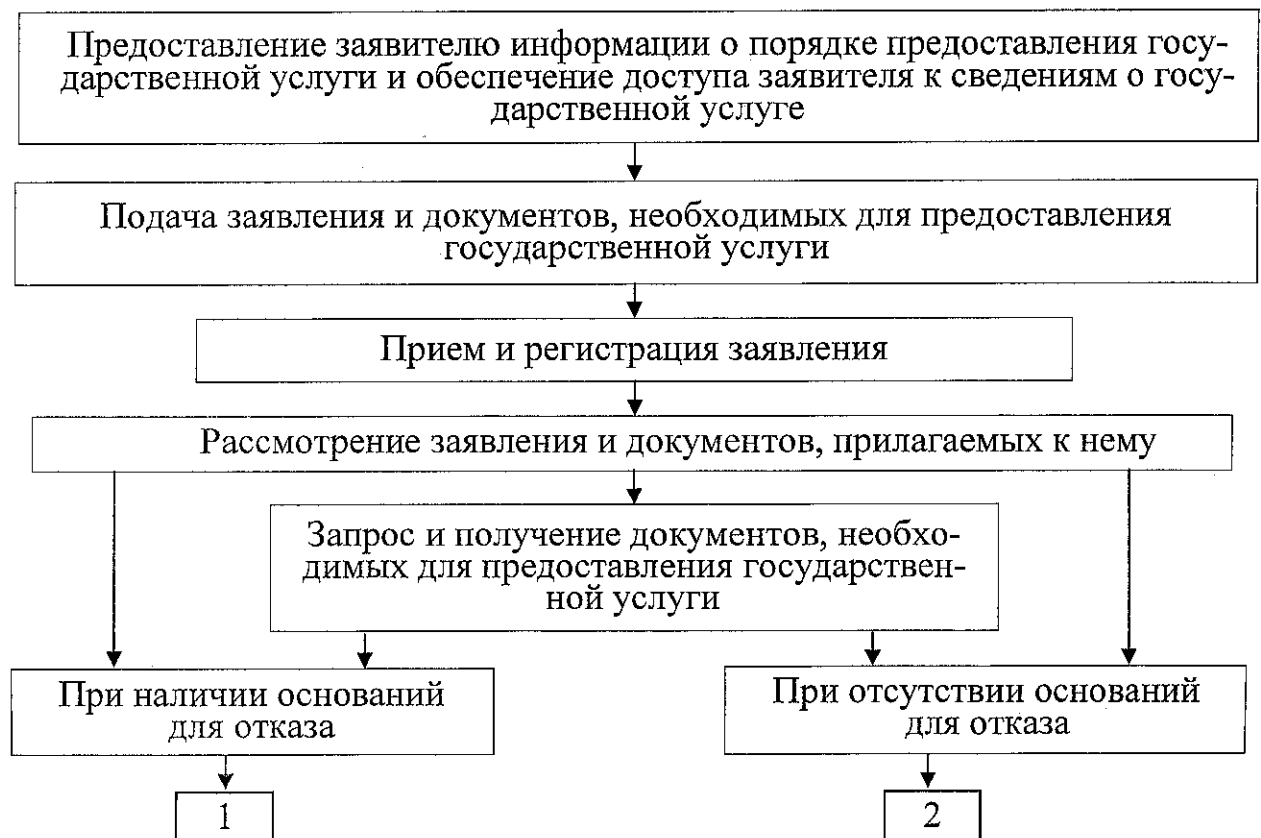 Предоставление заявителю информации о порядке предоставления госу-
дарственной услуги и обеспечение доступа заявителя к сведениям о госу-
дарственной услуге
Подача заявления и документов, необходимых для предоставления
государственной услуги
Прием и регистрация заявления
Рассмотрение заявления и документов, прилагаемых к нему
Запрос и получение документов, необхо-
димых для предоставления государствен-
ной услуги
При наличии оснований
для отказа
При отсутствии оснований
для отказа
1
2